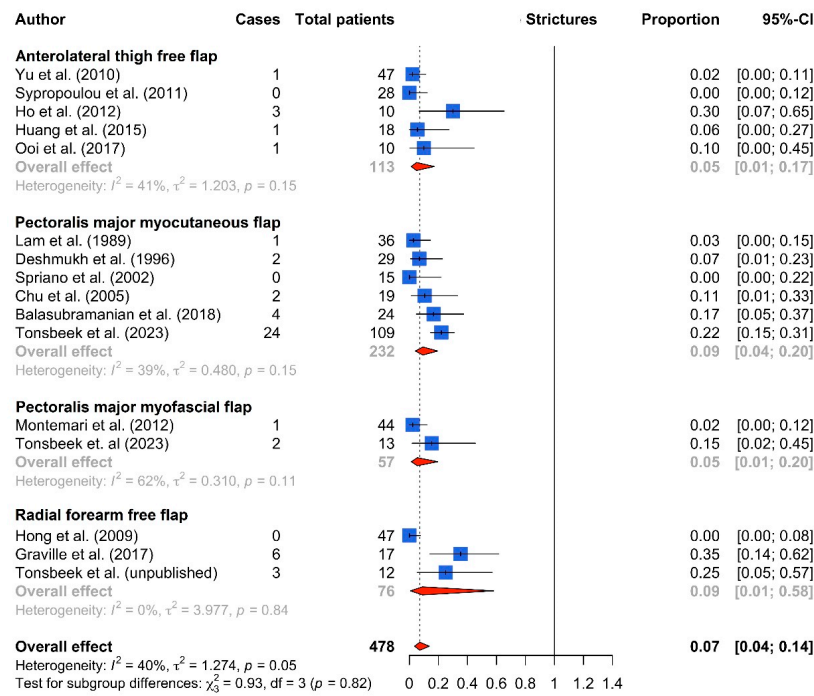 Author Cases Total patients Strictures Proportion 95%-CI
Anterolateral thigh free flap
Yu et al. (2010) 1 47 0.02 [0.00; 0.11]
Sypropoulou et al. (2011) 0 28 0.00 [0.00; 0.12]
Ho et al. (2012) 3 10 0.30 [0.07; 0.65]
Huang et al. (2015) 1 18 0.06 [0.00; 0.27]
Ooi et al. (2017) 1 10 0.10 [0.00; 0.45]
Overall effect 113 0.05 [0.01; 0.17]
Heterogeneity: I² = 41%, τ² = 1.203, p = 0.15
Pectoralis major myocutaneous flap
Lam et al. (1989) 1 36 0.03 [0.00; 0.15]
Deshmukh et al. (1996) 2 29 0.07 [0.01; 0.23]
Spriano et al. (2002) 0 15 0.00 [0.00; 0.22]
Chu et al. (2005) 2 19 0.11 [0.01; 0.33]
Balasubramanian et al. (2018) 4 24 0.17 [0.05; 0.37]
Tonsbeek et al. (2023) 24 109 0.22 [0.15; 0.31]
Overall effect 232 0.09 [0.04; 0.20]
Heterogeneity: I² = 39%, τ² = 0.480, p = 0.15
Pectoralis major myofascial flap
Montemari et al. (2012) 1 44 0.02 [0.00; 0.12]
Tonsbeek et. al (2023) 2 13 0.15 [0.02; 0.45]
Overall effect 57 0.05 [0.01; 0.20]
Heterogeneity: I² = 62%, τ² = 0.310, p = 0.11
Radial forearm free flap
Hong et al. (2009) 0 47 0.00 [0.00; 0.08]
Graville et al. (2017) 6 17 0.35 [0.14; 0.62]
Tonsbeek et al. (unpublished) 3 12 0.25 [0.05; 0.57]
Overall effect 76 0.09 [0.01; 0.58]
Heterogeneity: I² = 0%, τ² = 3.977, p = 0.84
Overall effect 478 0.07 [0.04; 0.14]
Heterogeneity: I² = 40%, τ² = 1.274, p = 0.05
Test for subgroup differences: χ²₃ = 0.93, df = 3 (p = 0.82)
0 0.2 0.4 0.6 0.8 1 1.2 1.4